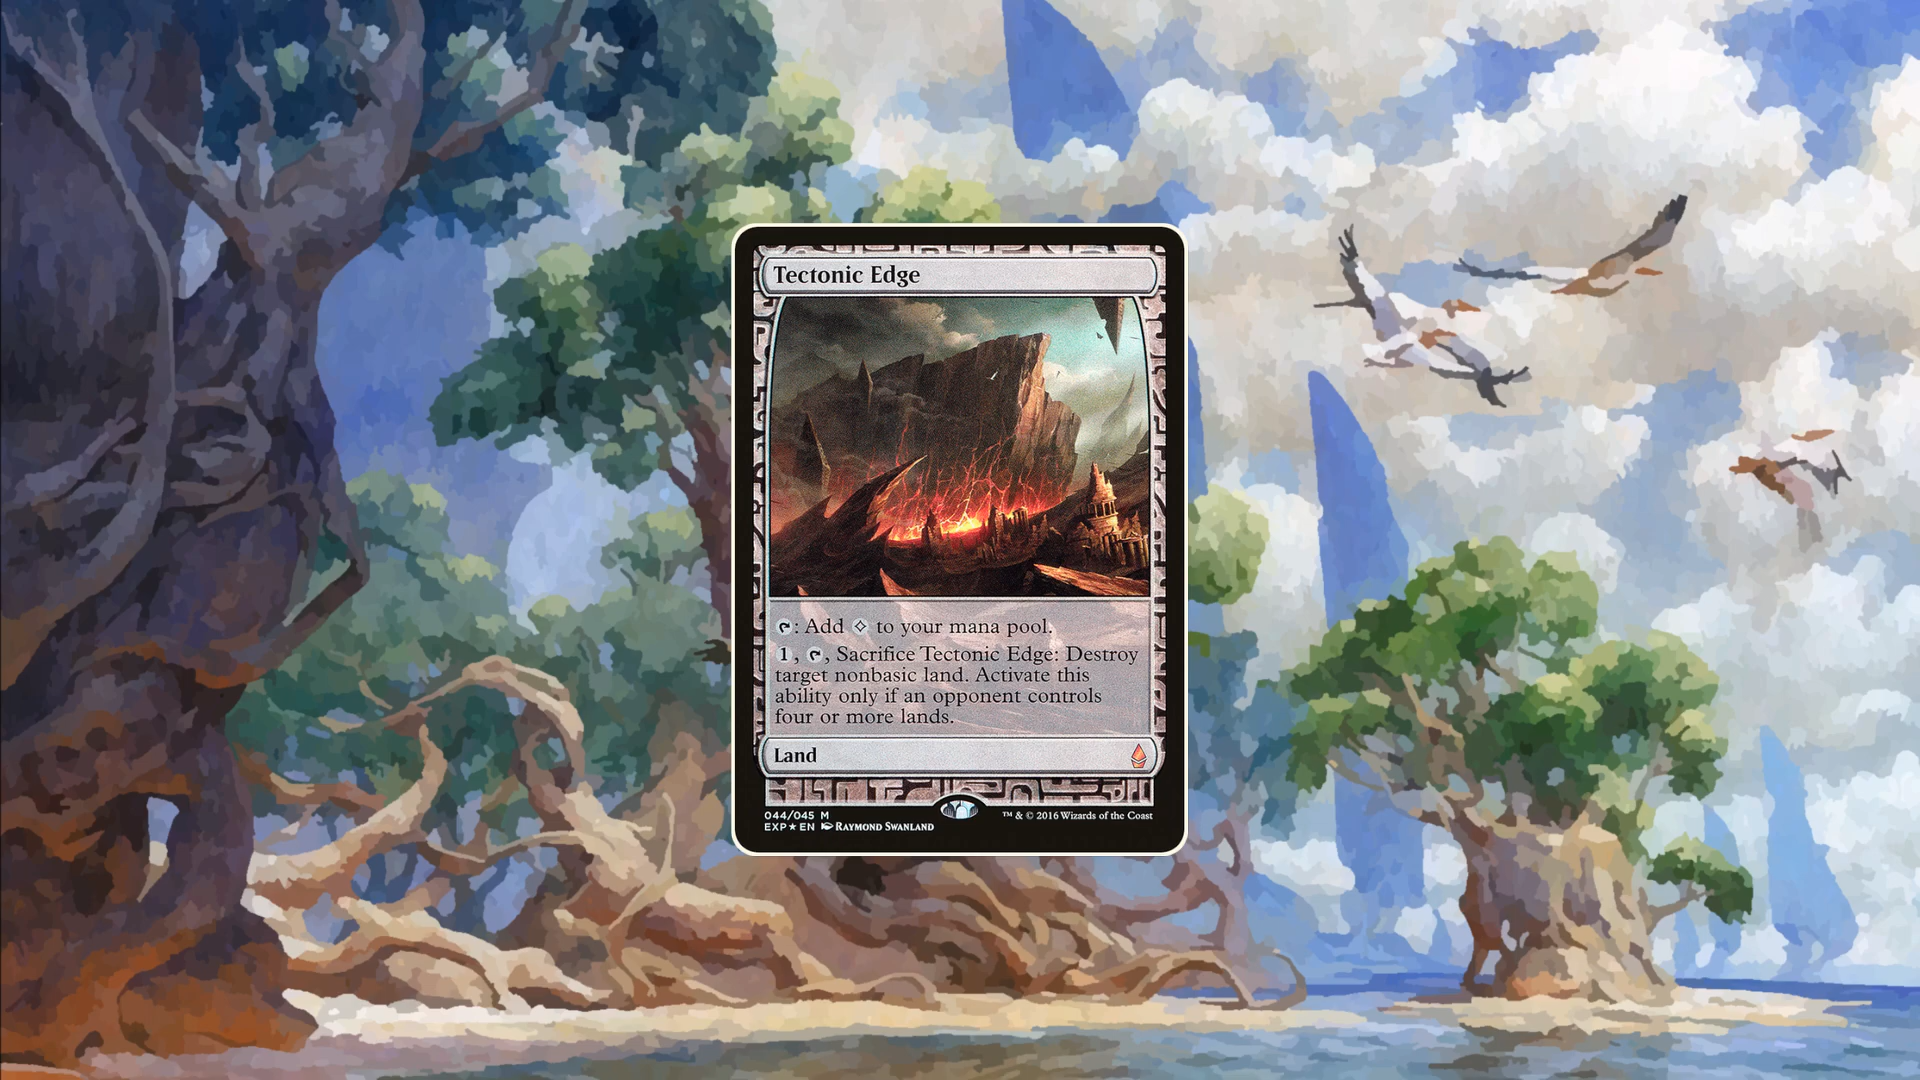 Tectonic Edge
: Add to your mana pool.
1, , Sacrifice Tectonic Edge: Destroy
target nonbasic land. Activate this
ability only if an opponent controls
four or more lands.
Land
044/045 M
EXP★EN Raymond Swanland
™ & © 2016 Wizards of the Coast